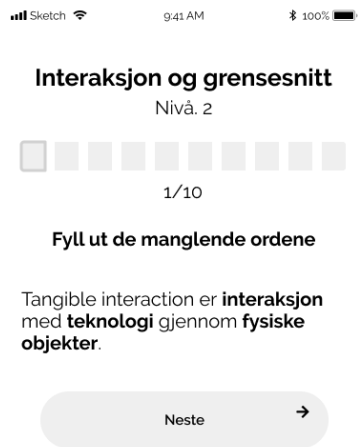 Sketch 9:41 AM 100%
Interaksjon og grensesnitt
Nivå. 2
1/10
Fyll ut de manglende ordene
Tangible interaction er interaksjon
med teknologi gjennom fysiske
objekter.
Neste